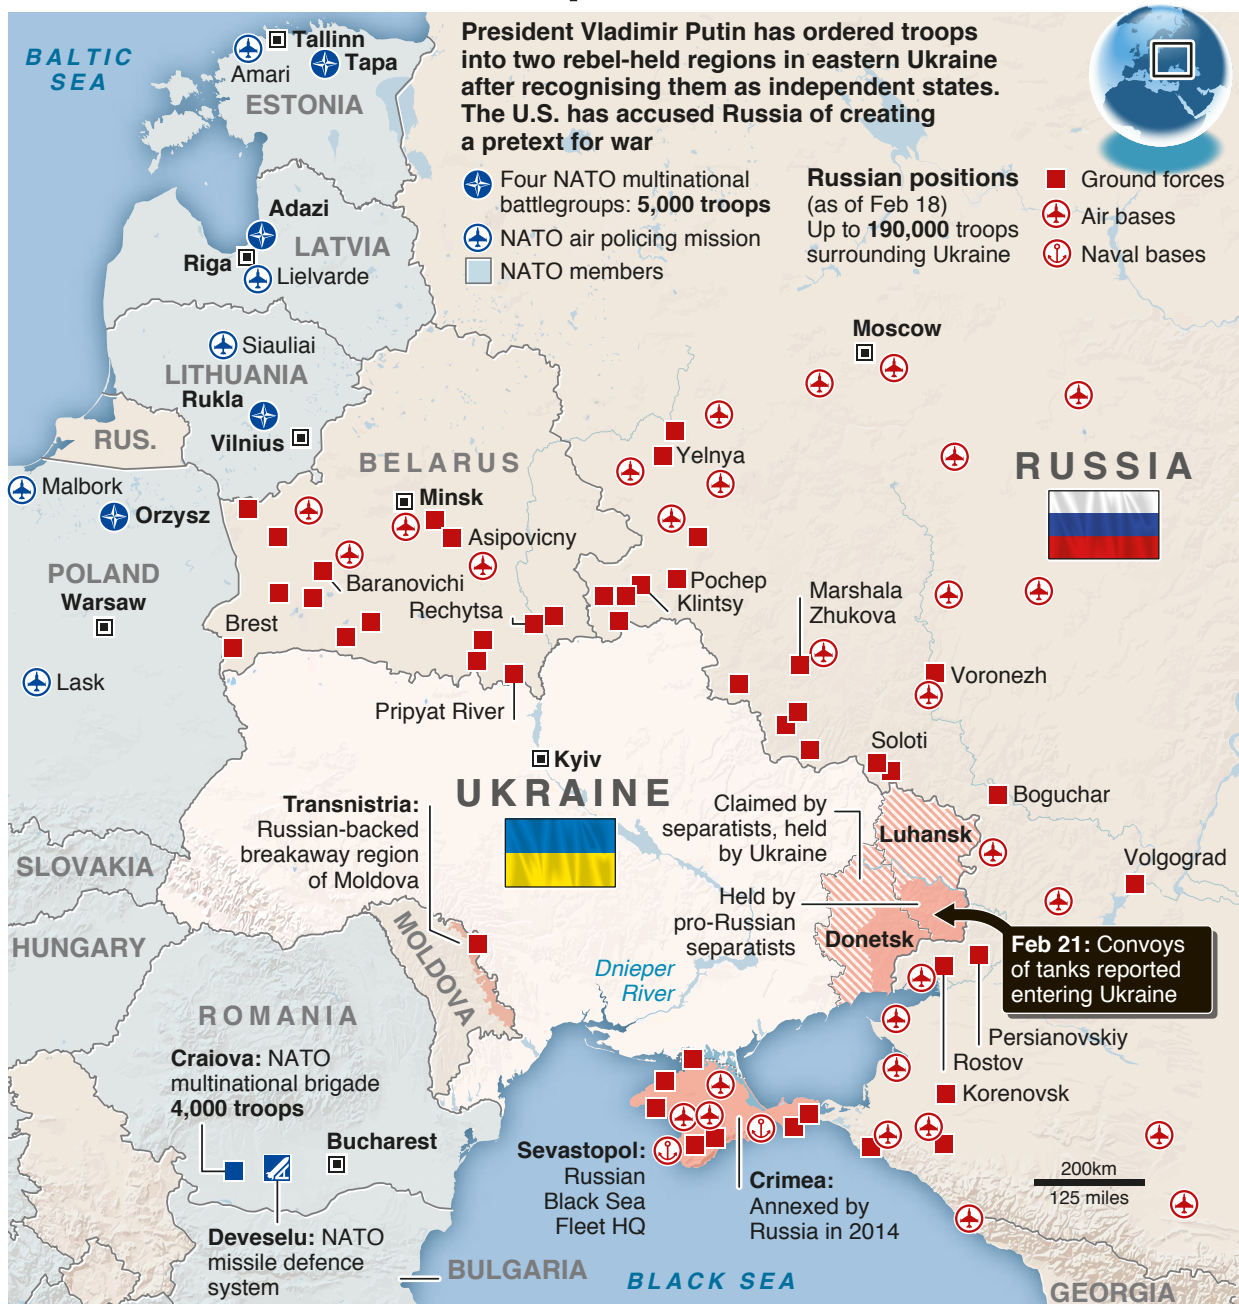 President Vladimir Putin has ordered troops
into two rebel-held regions in eastern Ukraine
after recognising them as independent states.
The U.S. has accused Russia of creating
a pretext for war
Four NATO multinational
battlegroups: 5,000 troops
NATO air policing mission
NATO members
Russian positions
(as of Feb 18)
Up to 190,000 troops
surrounding Ukraine
Ground forces
Air bases
Naval bases
BALTIC
SEA
Tallinn
Amari
Tapa
ESTONIA
Adazi
LATVIA
Riga
Lielvarde
Siauliai
LITHUANIA
Rukla
Vilnius
RUS.
Malbork
Orzysz
POLAND
Warsaw
Lask
BELARUS
Minsk
Asipovicny
Baranovichi
Rechytsa
Brest
Pripyat River
Moscow
Yelnya
RUSSIA
Pochep
Klintsy
Marshala
Zhukova
Voronezh
Soloti
Boguchar
Volgograd
Kyiv
UKRAINE
Transnistria:
Russian-backed
breakaway region
of Moldova
Claimed by
separatists, held
by Ukraine
Luhansk
Held by
pro-Russian
separatists
Donetsk
Feb 21: Convoys
of tanks reported
entering Ukraine
SLOVAKIA
HUNGARY
MOLDOVA
Dnieper
River
ROMANIA
Persianovskiy
Rostov
Korenovsk
Craiova: NATO
multinational brigade
4,000 troops
Bucharest
Sevastopol:
Russian
Black Sea
Fleet HQ
Crimea:
Annexed by
Russia in 2014
200km
125 miles
Deveselu: NATO
missile defence
system
BULGARIA
BLACK SEA
GEORGIA